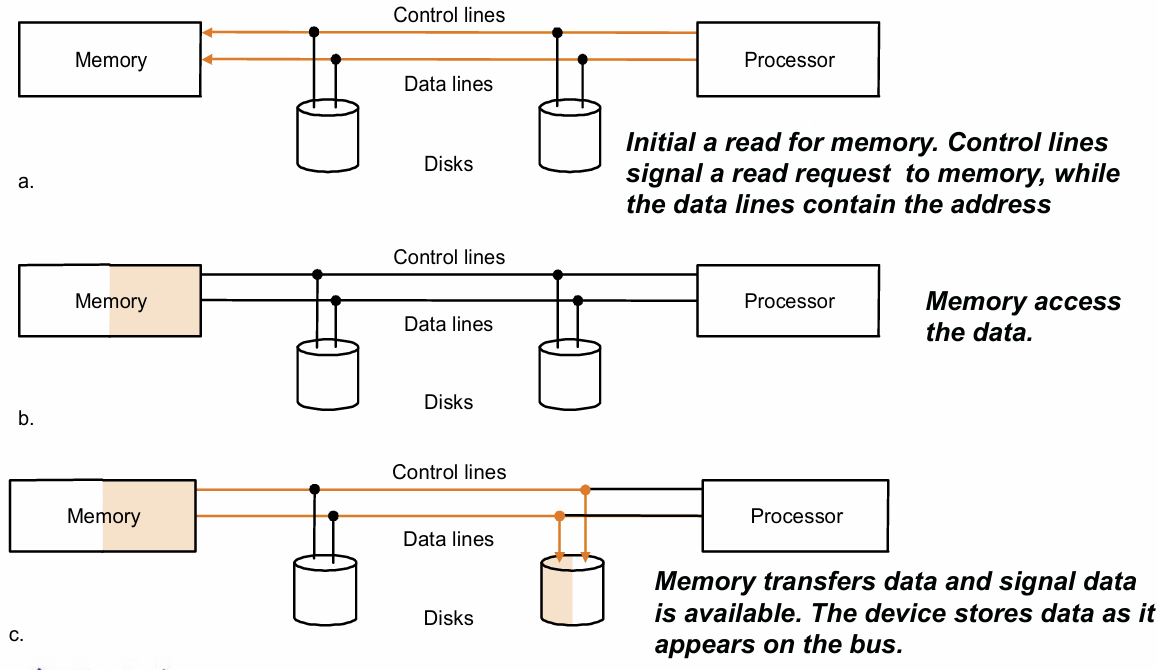 Control lines
Memory
Processor
Data lines
Disks
Initial a read for memory. Control lines
signal a read request to memory, while
the data lines contain the address
a.
Control lines
Memory
Processor
Data lines
Memory access
the data.
Disks
b.
Control lines
Memory
Processor
Data lines
Disks
Memory transfers data and signal data
is available. The device stores data as it
appears on the bus.
c.